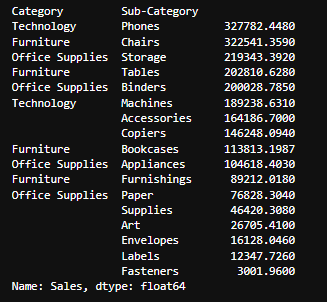 Category         Sub-Category
Technology       Phones         327782.4480
Furniture        Chairs         322541.3590
Office Supplies  Storage        219343.3920
Furniture        Tables         202810.6280
Office Supplies  Binders        200028.7850
Technology       Machines       189238.6310
                 Accessories    164186.7000
                 Copiers        146248.0940
Furniture        Bookcases      113813.1987
Office Supplies  Appliances     104618.4030
Furniture        Furnishings     89212.0180
Office Supplies  Paper           76828.3040
                 Supplies        46420.3080
                 Art             26705.4100
                 Envelopes       16128.0460
                 Labels          12347.7260
                 Fasteners        3001.9600
Name: Sales, dtype: float64